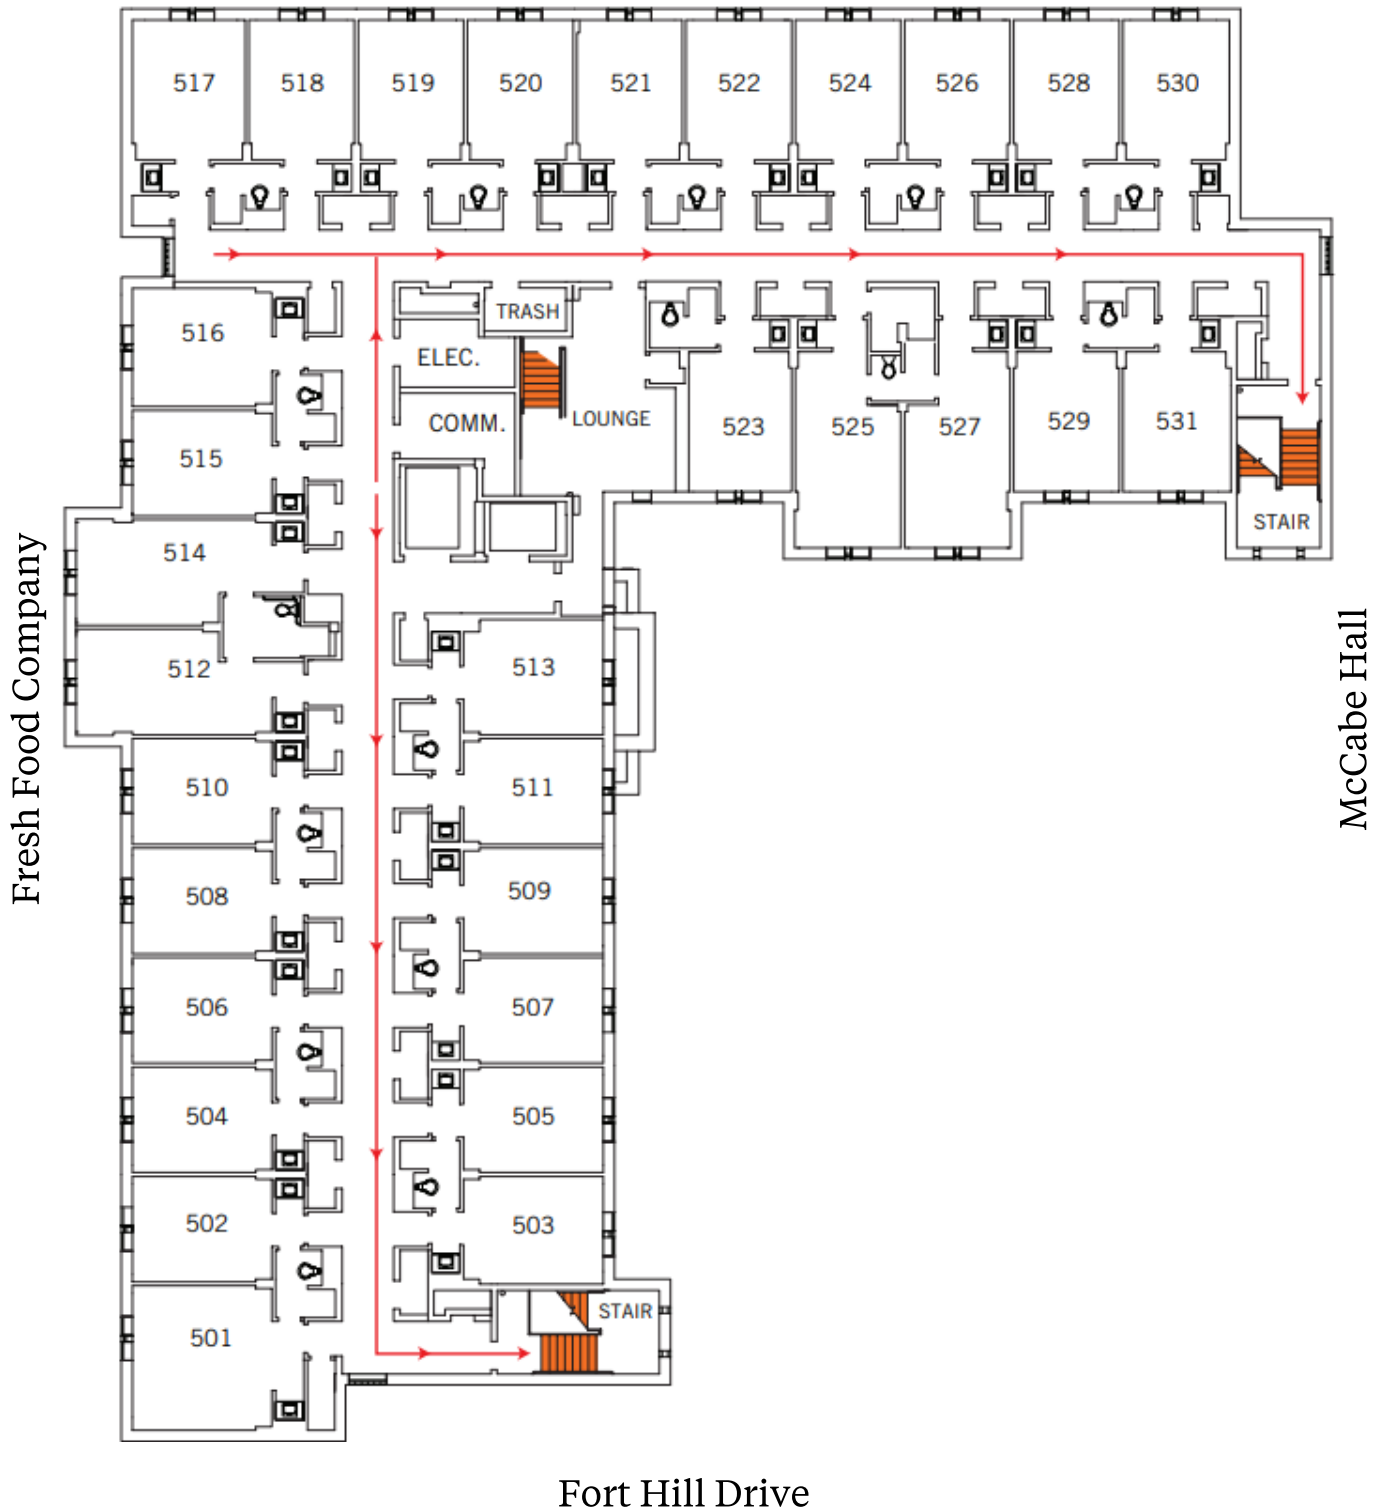 517 518 519 520 521 522 524 526 528 530
TRASH
516
ELEC.
LOUNGE
COMM.
515
523 525 527 529 531
STAIR
514
512
513
510
511
508
509
506
507
504
505
502
503
STAIR
501
Fresh Food Company
McCabe Hall
Fort Hill Drive